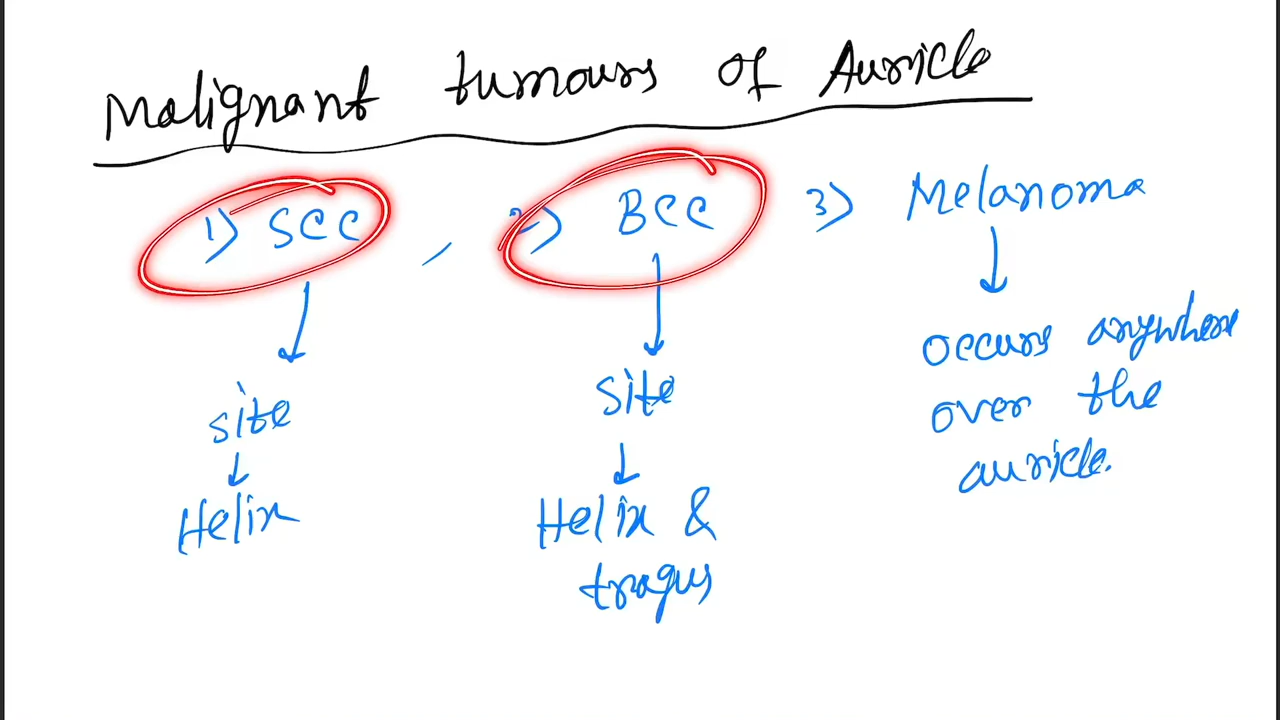 Malignant tumours of Auricle
1) SCC , 2) BCC 3) Melanoma
site
Helix
site
Helix &
tragus
occurs anywhere
over the
auricle.